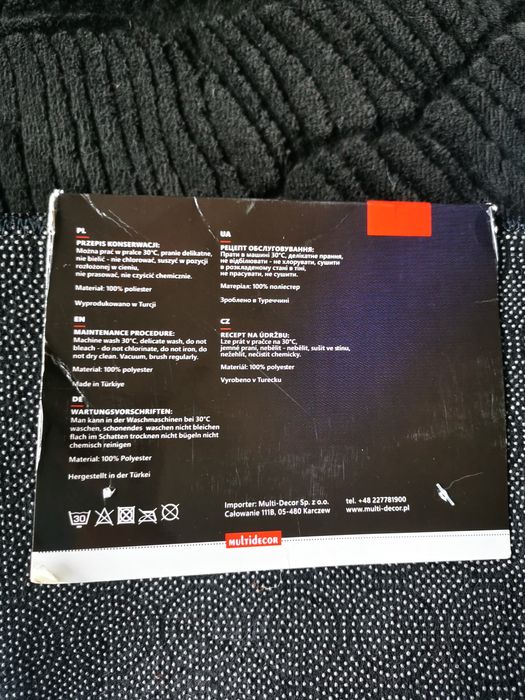 PL
PRZEPIS KONSERWACJI:
Można prać w pralce 30°C, pranie delikatne,
nie bielić - nie chlorować, suszyć w pozycji
rozłożonej w cieniu,
nie prasować, nie czyścić chemicznie.
Materiał: 100% poliester
Wyprodukowano w Turcji
EN
MAINTENANCE PROCEDURE:
Machine wash 30°C, delicate wash, do not
bleach - do not chlorinate, do not iron, do
not dry clean. Vacuum, brush regularly.
Material: 100% polyester
Made in Türkiye
DE
WARTUNGSVORSCHRIFTEN:
Man kann in der Waschmaschinen bei 30°C
waschen, schonendes waschen nicht bleichen
flach im Schatten trocknen nicht bügeln nicht
chemisch reinigen
Material: 100% Polyester
Hergestellt in der Türkei
UA
РЕЦЕПТ ОБСЛУГОВУВАННЯ:
Прати в машині 30°C, делікатне прання,
не відбілювати - не хлорувати, сушити
в розкладеному стані в тіні,
не прасувати, не сушити.
Матеріал: 100% поліестер
Зроблено в Туреччині
CZ
RECEPT NA ÚDRŽBU:
Lze prát v pračce na 30°C,
jemné praní, nebělit - nebělit, sušit ve stínu,
nežehlit, nečistit chemicky.
Materiál: 100% polyester
Vyrobeno v Turecku
30
Importer: Multi-Decor Sp. z o.o.
Całowanie 111B, 05-480 Karczew
tel. +48 227781900
www.multi-decor.pl
MULTIDECOR